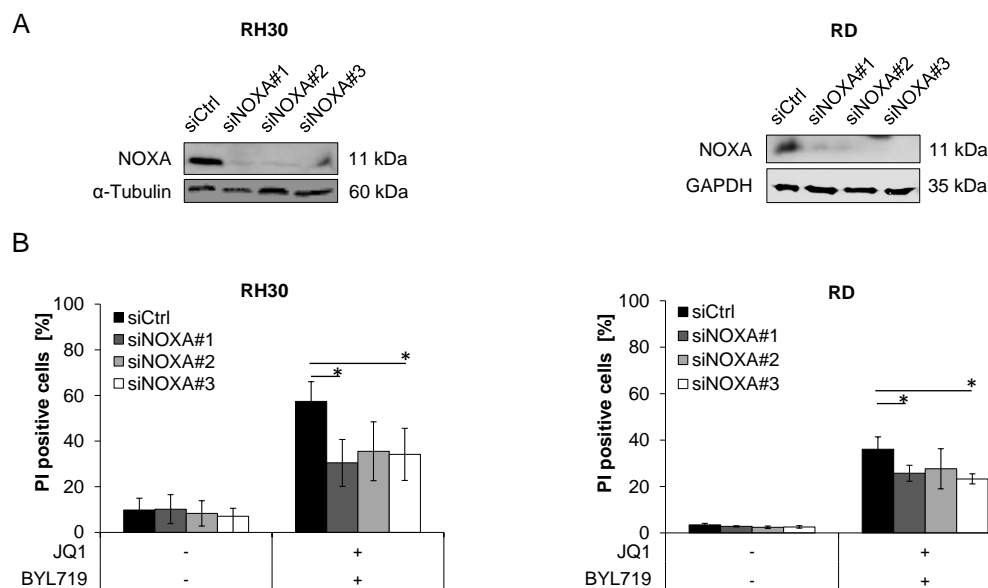 A
RH30
siCtrl
siNOXA#1
siNOXA#2
siNOXA#3
NOXA 11 kDa
α-Tubulin 60 kDa
RD
siCtrl
siNOXA#1
siNOXA#2
siNOXA#3
NOXA 11 kDa
GAPDH 35 kDa
B
RH30
PI positive cells [%]
100
80
60
40
20
0
siCtrl
siNOXA#1
siNOXA#2
siNOXA#3
*
*
JQ1 - +
BYL719 - +
RD
PI positive cells [%]
100
80
60
40
20
0
siCtrl
siNOXA#1
siNOXA#2
siNOXA#3
*
*
JQ1 - +
BYL719 - +